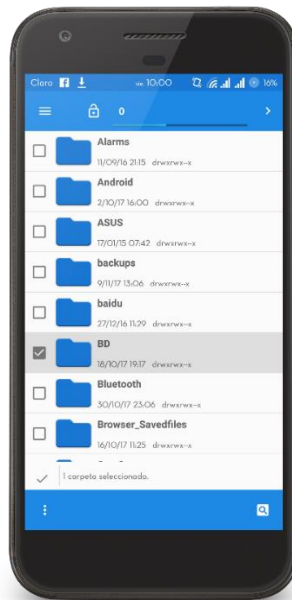 Claro 10:00 16%
0
Alarms
11/09/16 21:15 drwxrwx--x
Android
2/10/17 16:00 drwxrwx--x
ASUS
17/01/15 07:42 drwxrwx--x
backups
9/11/17 13:06 drwxrwx--x
baidu
27/12/16 11:29 drwxrwx--x
BD
18/10/17 19:17 drwxrwx--x
Bluetooth
30/10/17 23:06 drwxrwx--x
Browser_Savedfiles
16/10/17 11:25 drwxrwx--x
1 carpeta seleccionada.